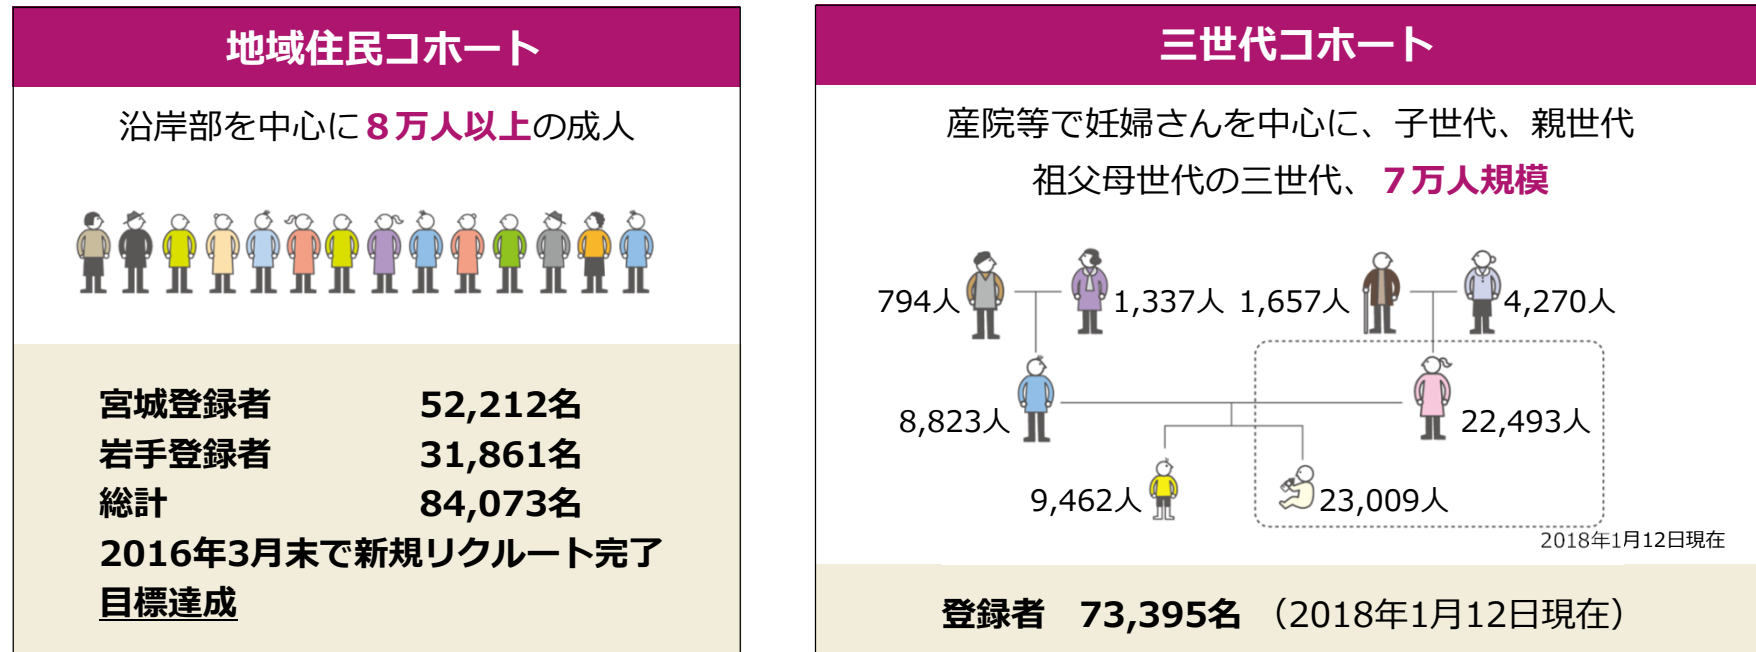 地域住民コホート
沿岸部を中心に８万人以上の成人
宮城登録者 52,212名
岩手登録者 31,861名
総計 84,073名
2016年3月末で新規リクルート完了
目標達成
三世代コホート
産院等で妊婦さんを中心に、子世代、親世代
祖父母世代の三世代、７万人規模
794人 1,337人 1,657人 4,270人
8,823人 22,493人
9,462人 23,009人
2018年1月12日現在
登録者 73,395名 （2018年1月12日現在）